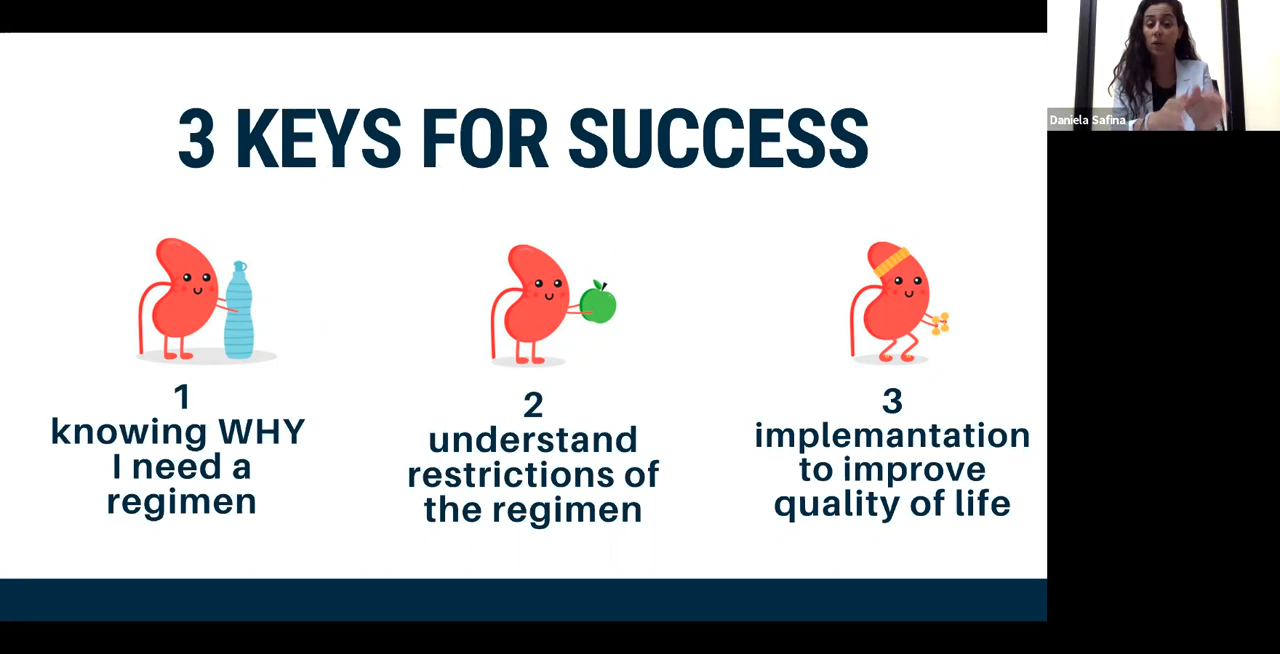 3 KEYS FOR SUCCESS
Daniela Safina
1
knowing WHY
I need a
regimen
2
understand
restrictions of
the regimen
3
implemantation
to improve
quality of life